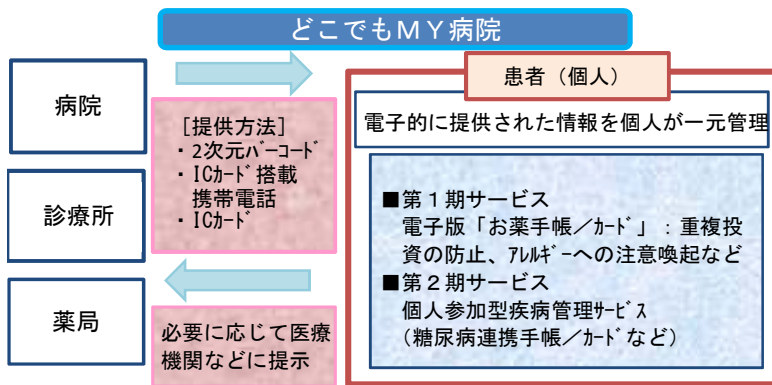 どこでもＭＹ病院
病院
診療所
薬局
［提供方法］
・２次元ﾊﾞｰｺｰﾄﾞ
・ICｶｰﾄﾞ搭載
携帯電話
・ICｶｰﾄﾞ
必要に応じて医療
機関などに提示
患者（個人）
電子的に提供された情報を個人が一元管理
■第１期サービス
電子版「お薬手帳／ｶｰﾄﾞ」：重複投
資の防止、ｱﾚﾙｷﾞｰへの注意喚起など
■第２期サービス
個人参加型疾病管理ｻｰﾋﾞｽ
（糖尿病連携手帳／ｶｰﾄﾞなど）